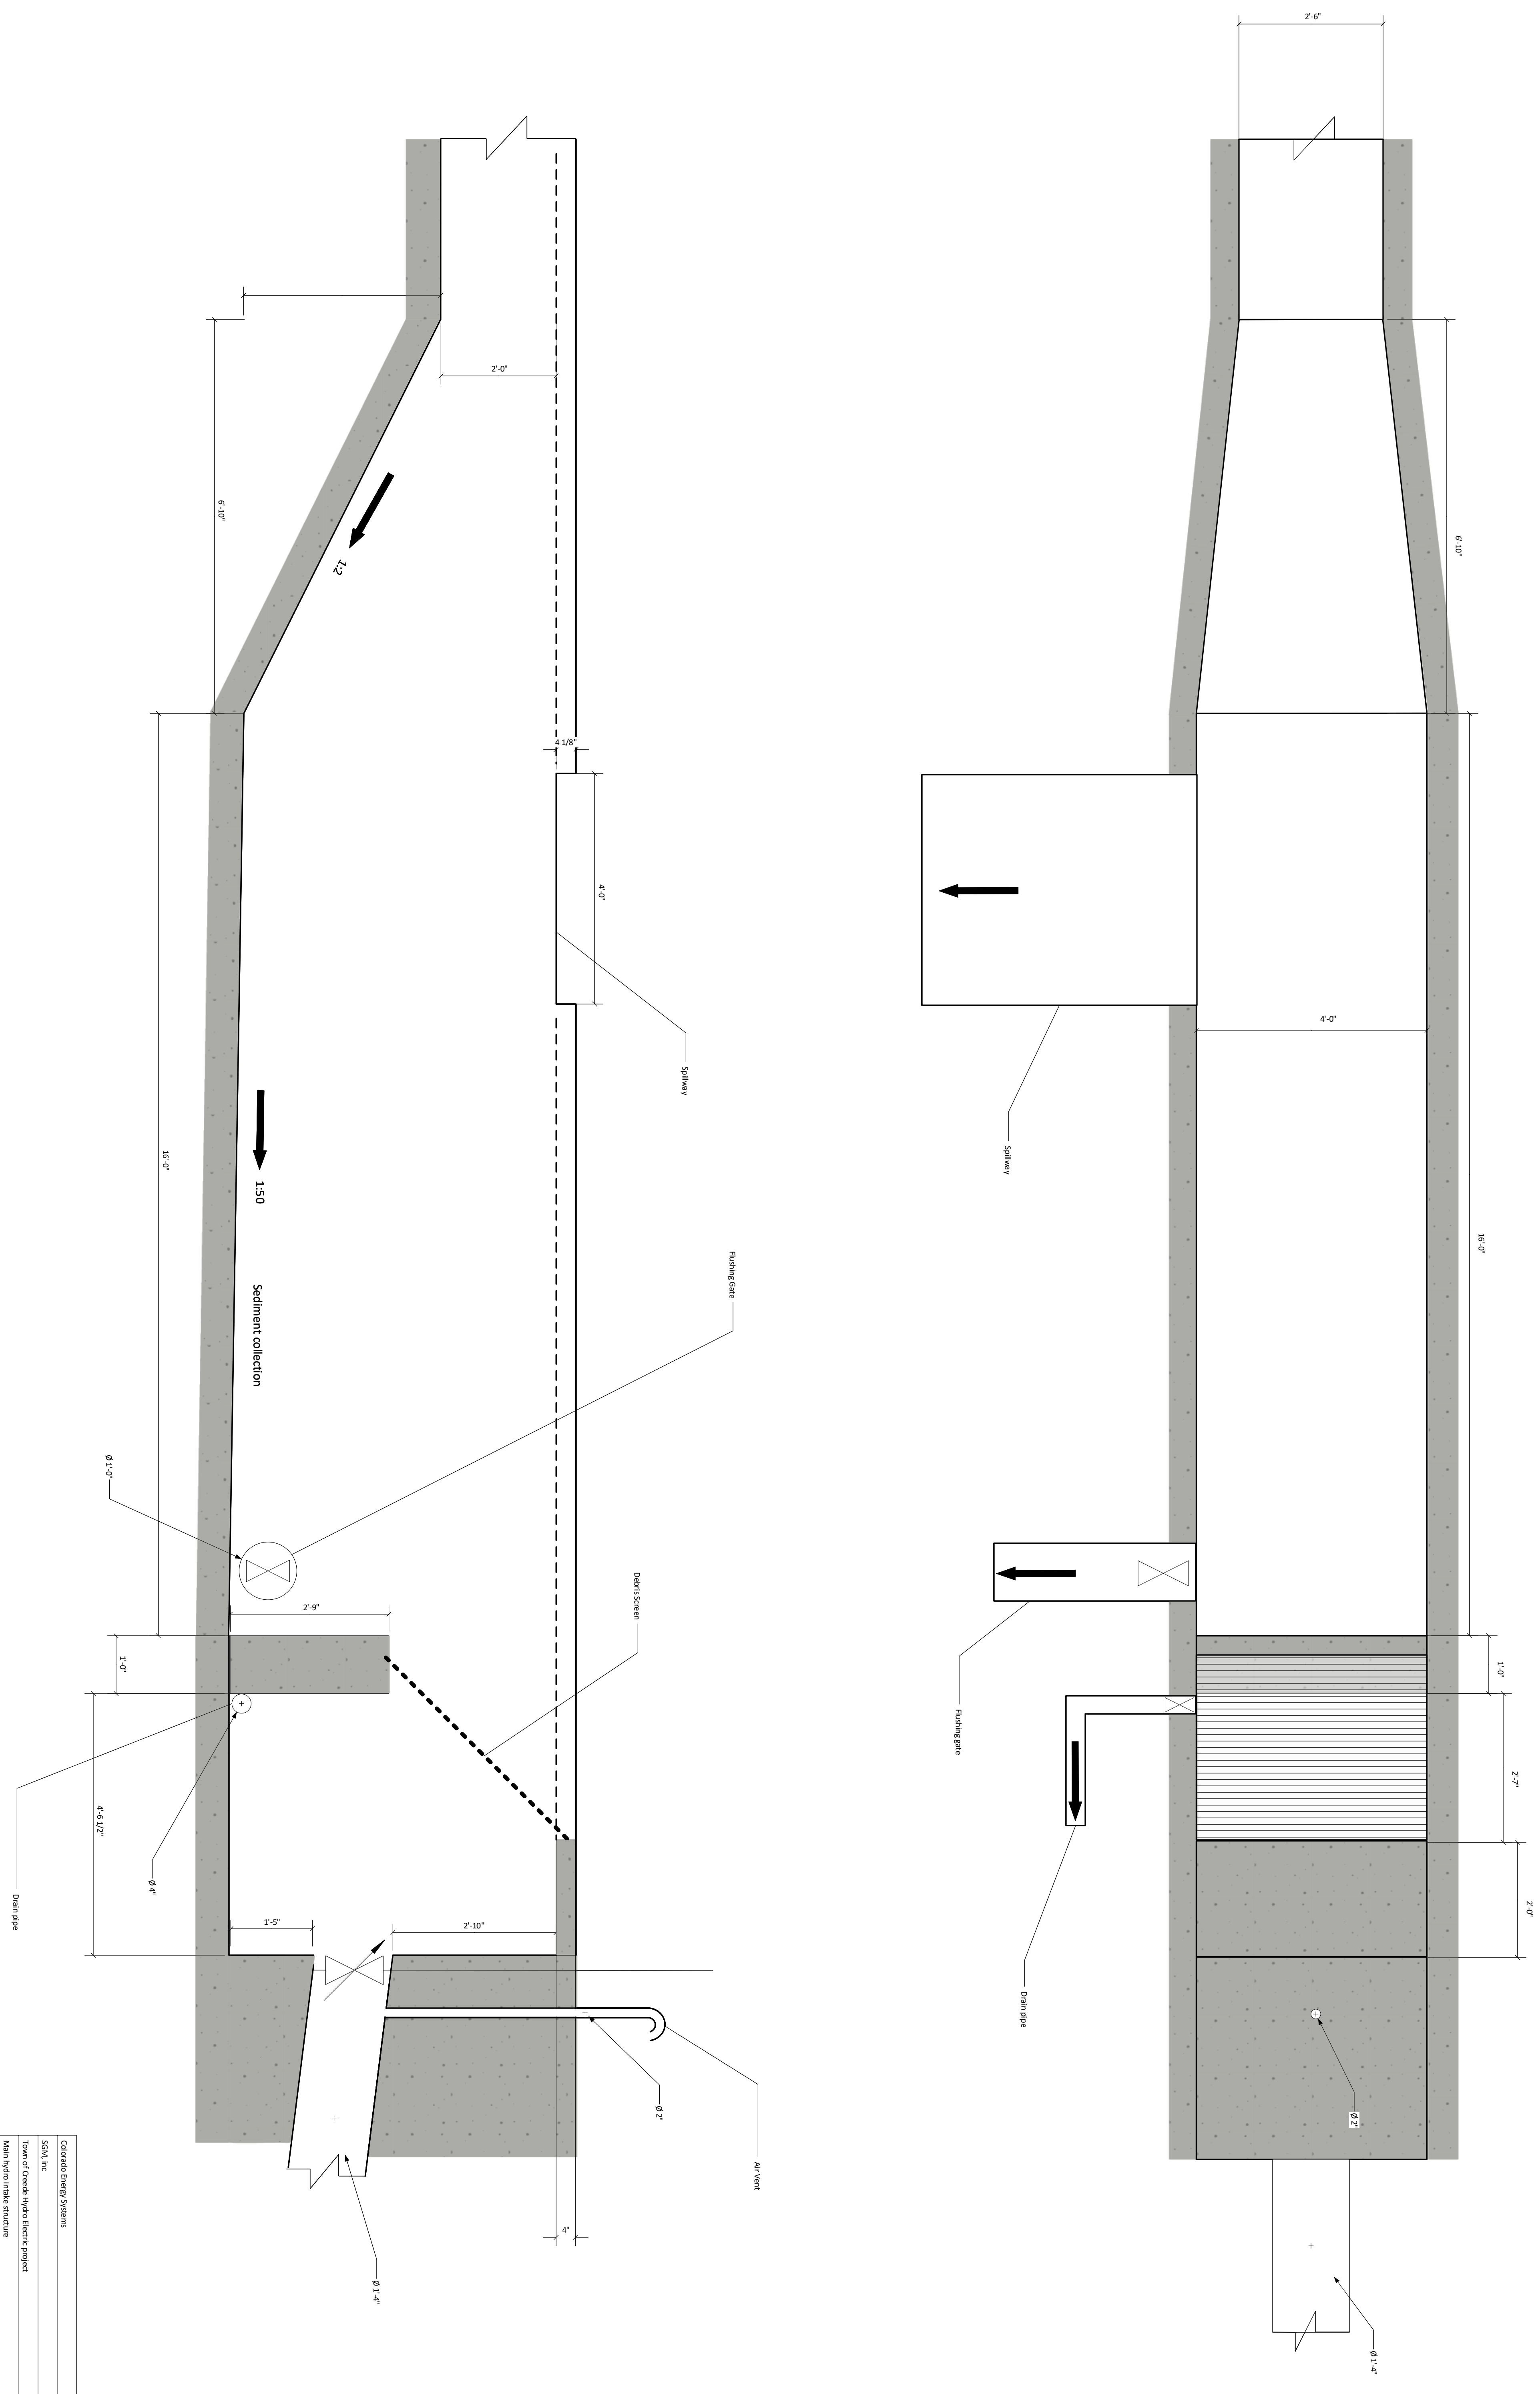 2'-6"
2'-0"
6'-10"
6'-10"
1:2
4 1/8"
4'-0"
Spillway
4'-0"
Spillway
16'-0"
16'-0"
1:50
Sediment collection
Flushing Gate
Ø 1'-0"
Debris Screen
2'-9"
1'-0"
1'-0"
Flushing gate
2'-7"
4'-6 1/2"
Ø 4"
Drain pipe
1'-5"
2'-10"
2'-0"
Drain pipe
Ø 2"
Ø 2"
Air Vent
4"
Ø 1'-4"
Ø 1'-4"
Colorado Energy Systems
SGM, inc
Town of Creede Hydro Electric project
Main hydro intake structure